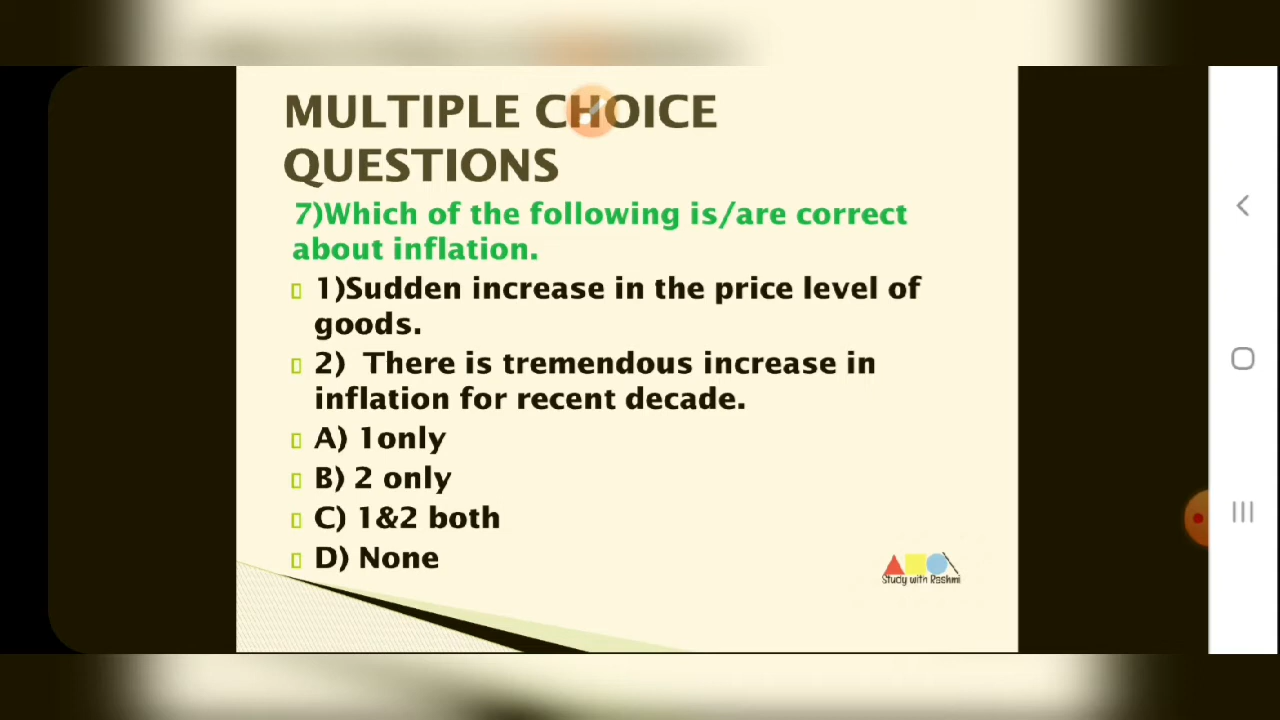 MULTIPLE CHOICE
QUESTIONS
7)Which of the following is/are correct
about inflation.
1)Sudden increase in the price level of
goods.
2) There is tremendous increase in
inflation for recent decade.
A) 1only
B) 2 only
C) 1&2 both
D) None
Study with Rashmi